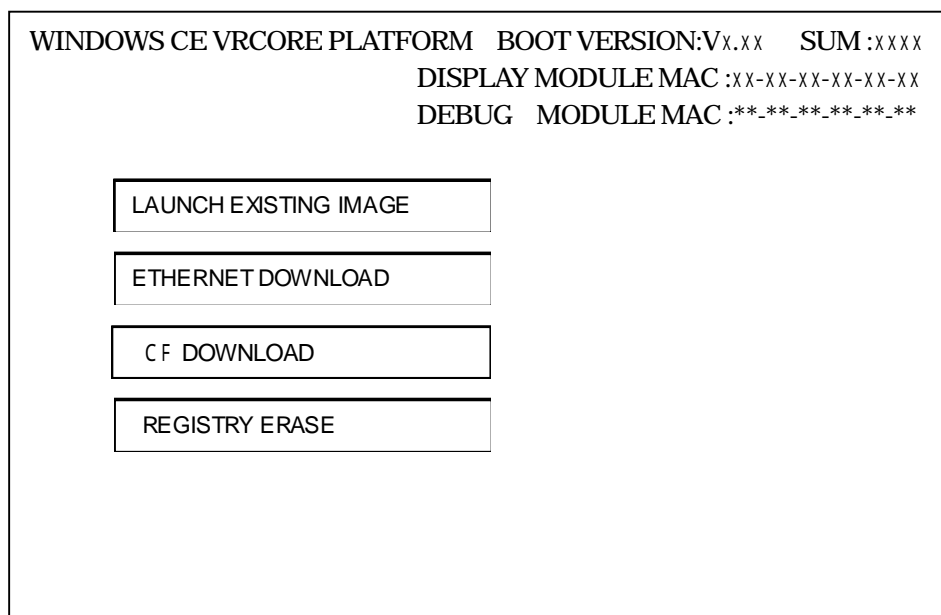 WINDOWS CE VRCORE PLATFORM BOOT VERSION:Vx.xx SUM :xxxx
DISPLAY MODULE MAC :xx-xx-xx-xx-xx-xx
DEBUG MODULE MAC :**-**-**-**-**-**
LAUNCH EXISTING IMAGE
ETHERNET DOWNLOAD
CF DOWNLOAD
REGISTRY ERASE